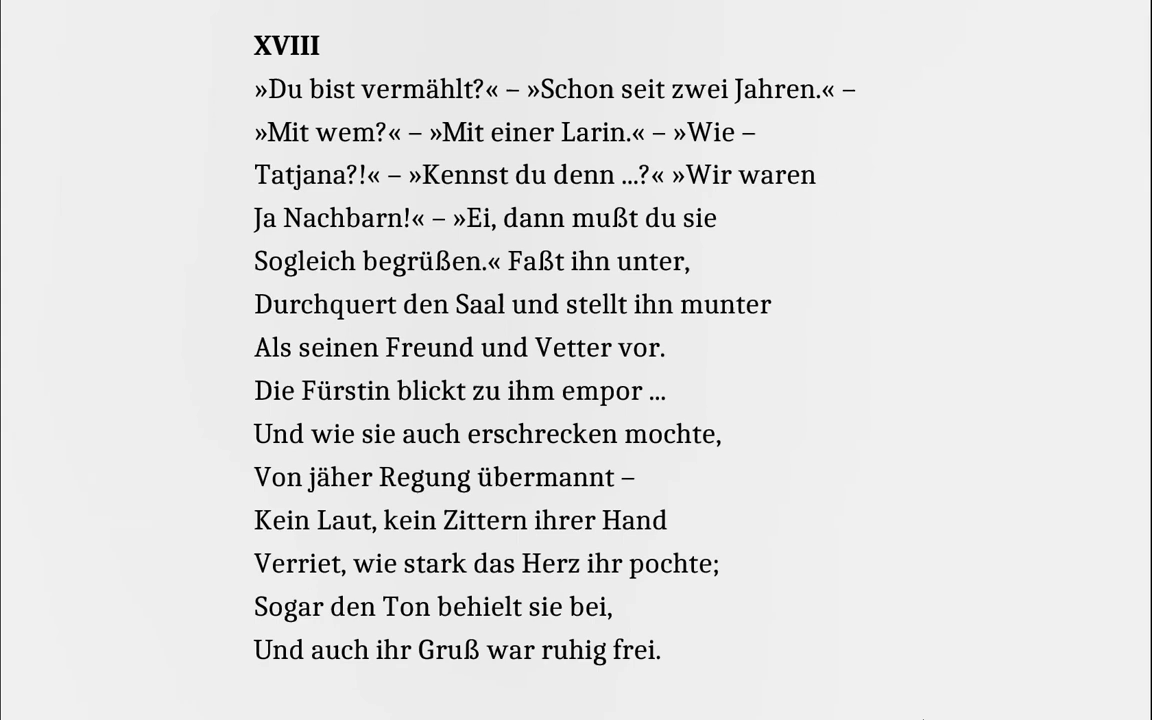 XVIII
»Du bist vermählt?« – »Schon seit zwei Jahren.« –
»Mit wem?« – »Mit einer Larin.« – »Wie –
Tatjana?!« – »Kennst du denn ...?« »Wir waren
Ja Nachbarn!« – »Ei, dann mußt du sie
Sogleich begrüßen.« Faßt ihn unter,
Durchquert den Saal und stellt ihn munter
Als seinen Freund und Vetter vor.
Die Fürstin blickt zu ihm empor ...
Und wie sie auch erschrecken mochte,
Von jäher Regung übermannt –
Kein Laut, kein Zittern ihrer Hand
Verriet, wie stark das Herz ihr pochte;
Sogar den Ton behielt sie bei,
Und auch ihr Gruß war ruhig frei.